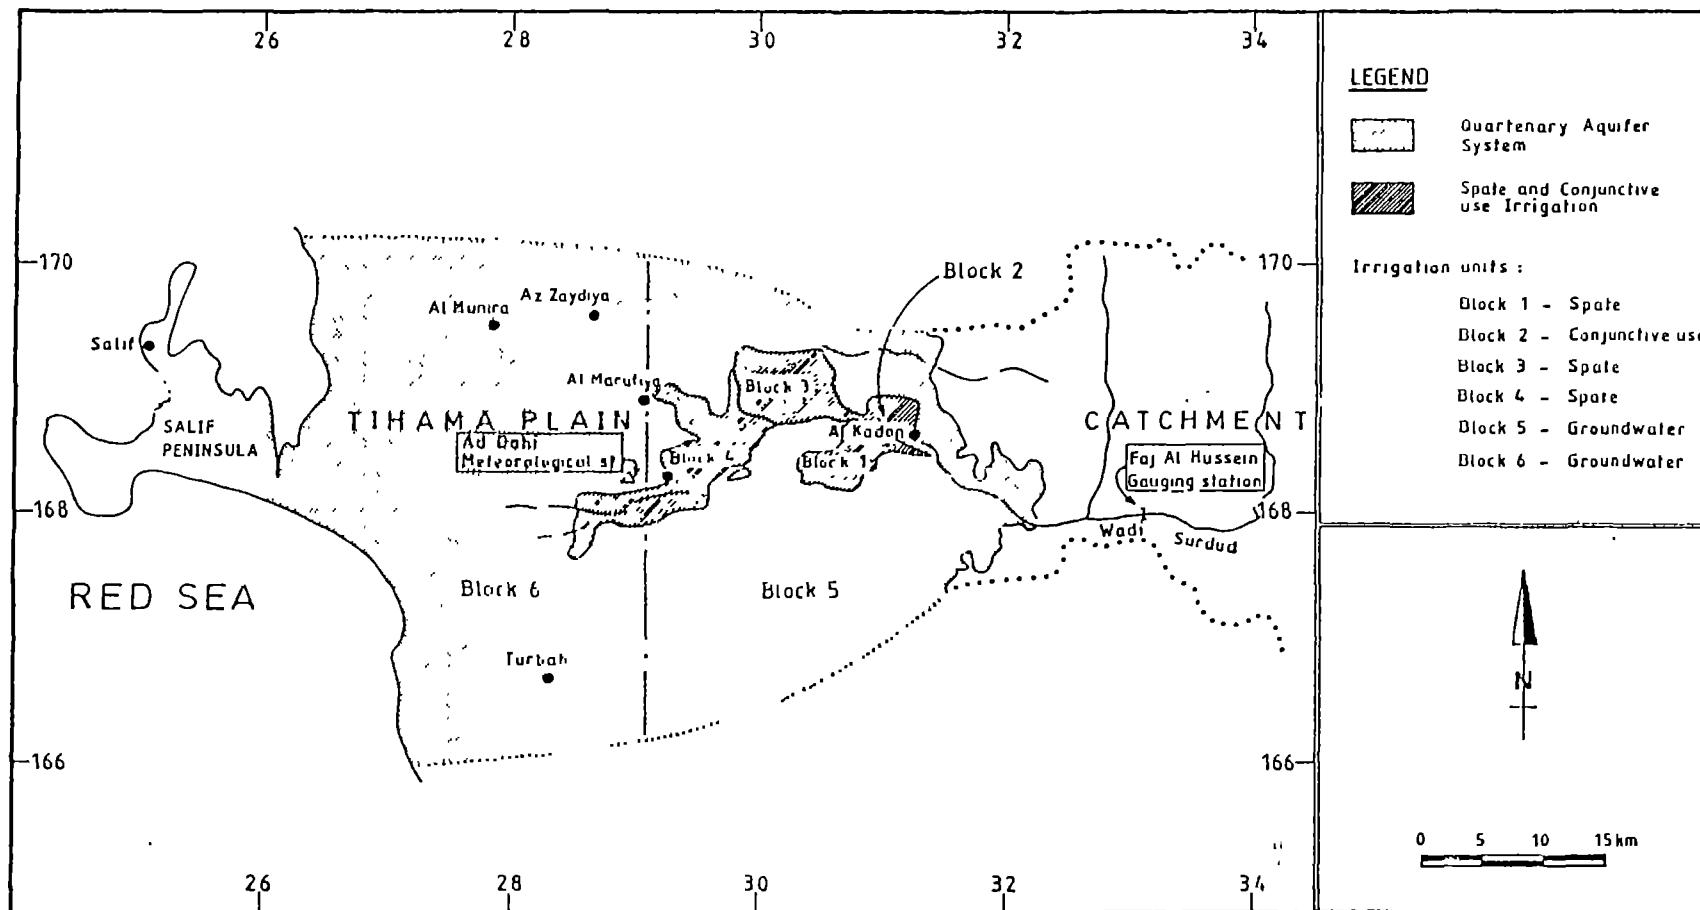 26 28 30 32 34
LEGEND
Quartenary Aquifer
System
Spate and Conjunctive
use Irrigation
170
170
Block 2
Irrigation units :
Block 1 - Spate
Block 2 - Conjunctive use
Block 3 - Spate
Block 4 - Spate
Block 5 - Groundwater
Block 6 - Groundwater
Az Zaydiya
Al Munira
Salif
Al Marufiya
Block 3
TIHAMA PLAIN
CATCHMENT
SALIF
PENINSULA
Al Kadan
Ad Dahi
Meteorological st
Block 4
Block 1
Faj Al Hussein
Gauging station
168
168
Wadi Surdud
RED SEA
Block 6
Block 5
Turbah
N
166
166
0 5 10 15km
26 28 30 32 34